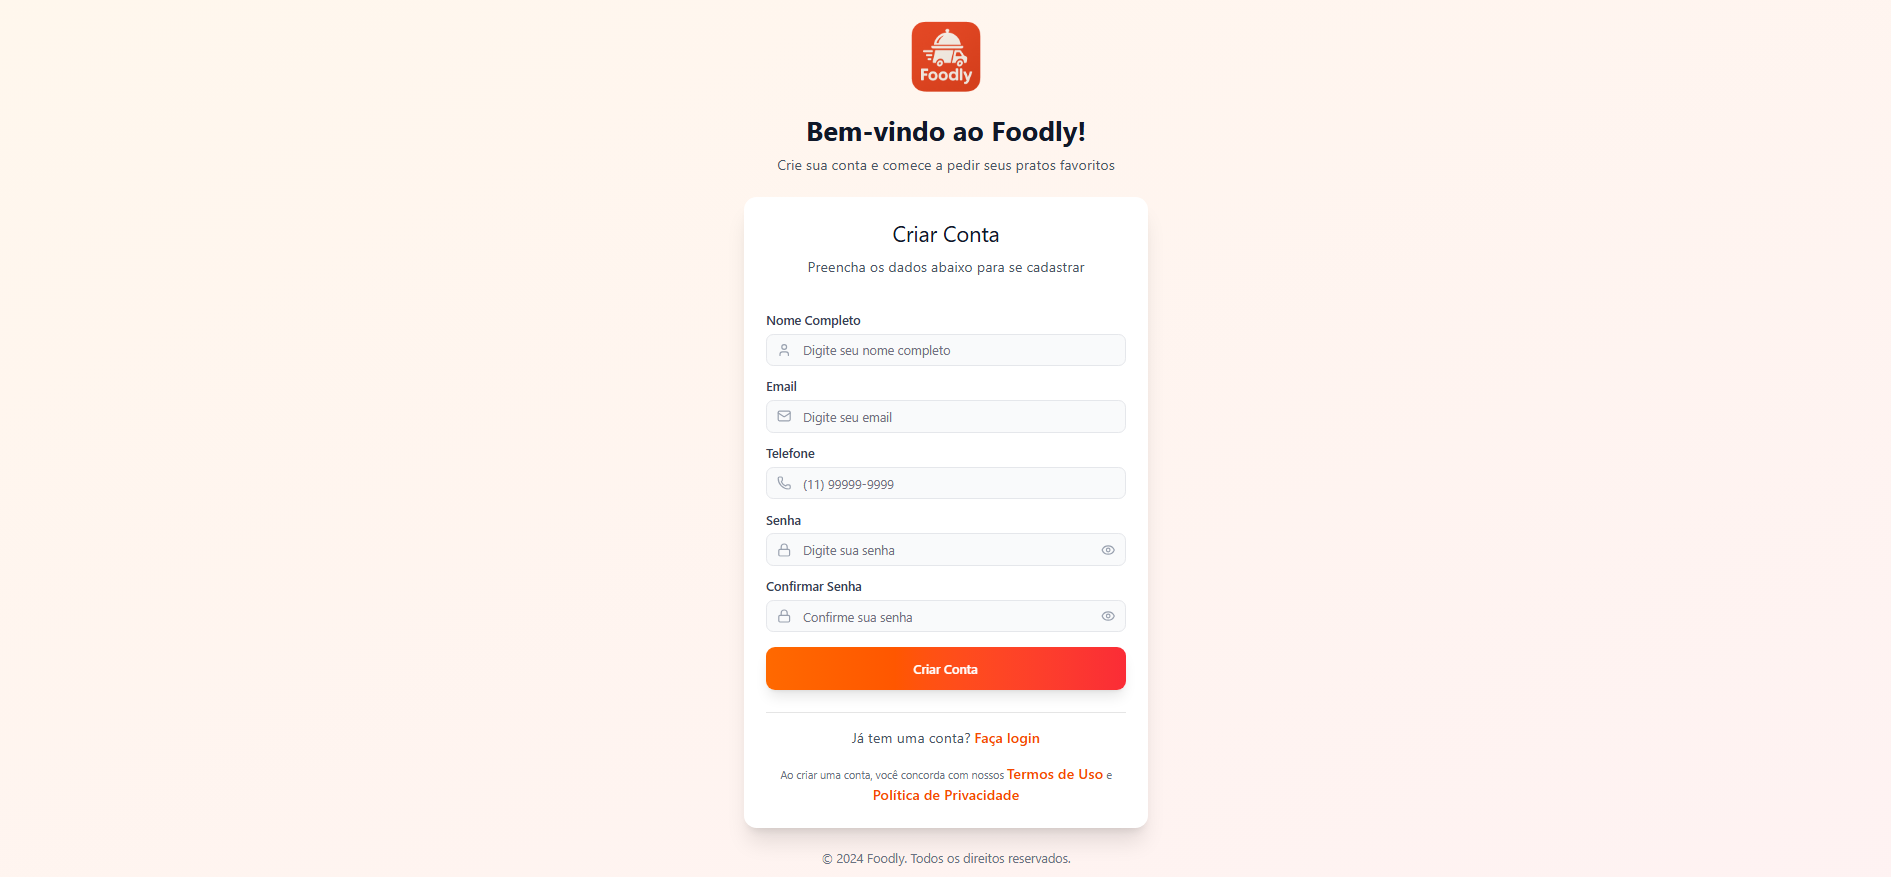 Foodly
Bem-vindo ao Foodly!
Crie sua conta e comece a pedir seus pratos favoritos
Criar Conta
Preencha os dados abaixo para se cadastrar
Nome Completo
Digite seu nome completo
Email
Digite seu email
Telefone
(11) 99999-9999
Senha
Digite sua senha
Confirmar Senha
Confirme sua senha
Criar Conta
Já tem uma conta? Faça login
Ao criar uma conta, você concorda com nossos Termos de Uso e
Política de Privacidade
© 2024 Foodly. Todos os direitos reservados.